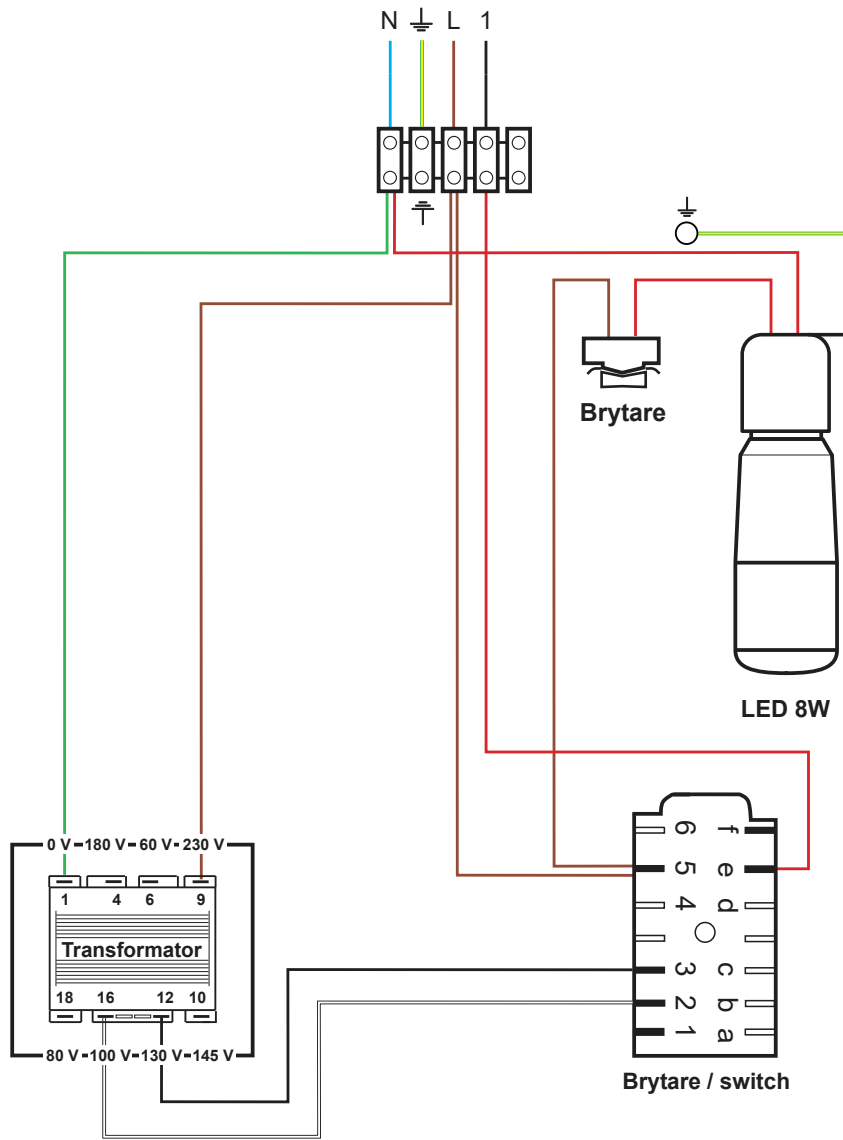 N L 1
Brytare
LED 8W
0 V 180 V 60 V 230 V
1 4 6 9
Transformator
18 16 12 10
80 V 100 V 130 V 145 V
6 f
5 e
4 d
3 c
2 b
1 a
Brytare / switch